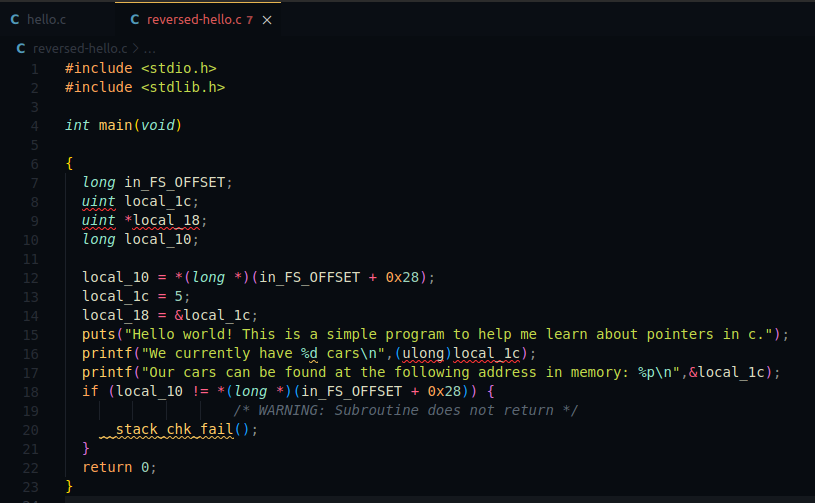 C hello.c C reversed-hello.c 7 ×
C reversed-hello.c > ...
1 #include <stdio.h>
2 #include <stdlib.h>
3
4 int main(void)
5
6 {
7 long in_FS_OFFSET;
8 uint local_1c;
9 uint *local_18;
10 long local_10;
11
12 local_10 = *(long *)(in_FS_OFFSET + 0x28);
13 local_1c = 5;
14 local_18 = &local_1c;
15 puts("Hello world! This is a simple program to help me learn about pointers in c.");
16 printf("We currently have %d cars\n",(ulong)local_1c);
17 printf("Our cars can be found at the following address in memory: %p\n",&local_1c);
18 if (local_10 != *(long *)(in_FS_OFFSET + 0x28)) {
19 /* WARNING: Subroutine does not return */
20 __stack_chk_fail();
21 }
22 return 0;
23 }
24